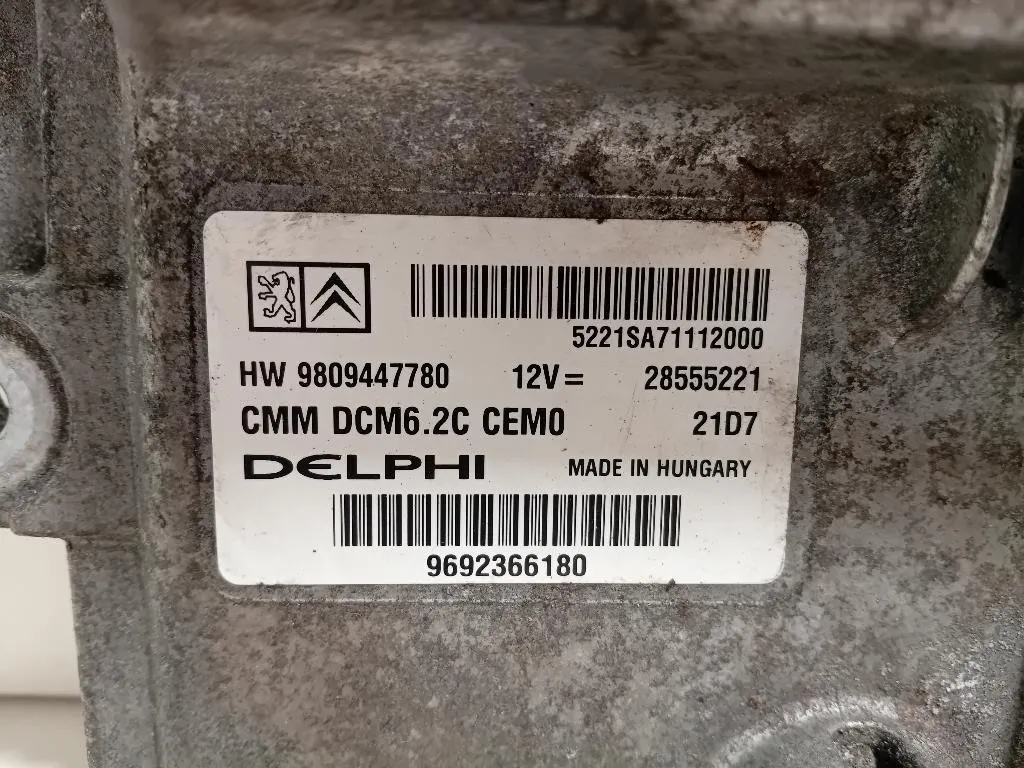 5221SA71112000
HW 9809447780 12V= 28555221
CMM DCM6.2C CEM0 21D7
DELPHI MADE IN HUNGARY
9692366180